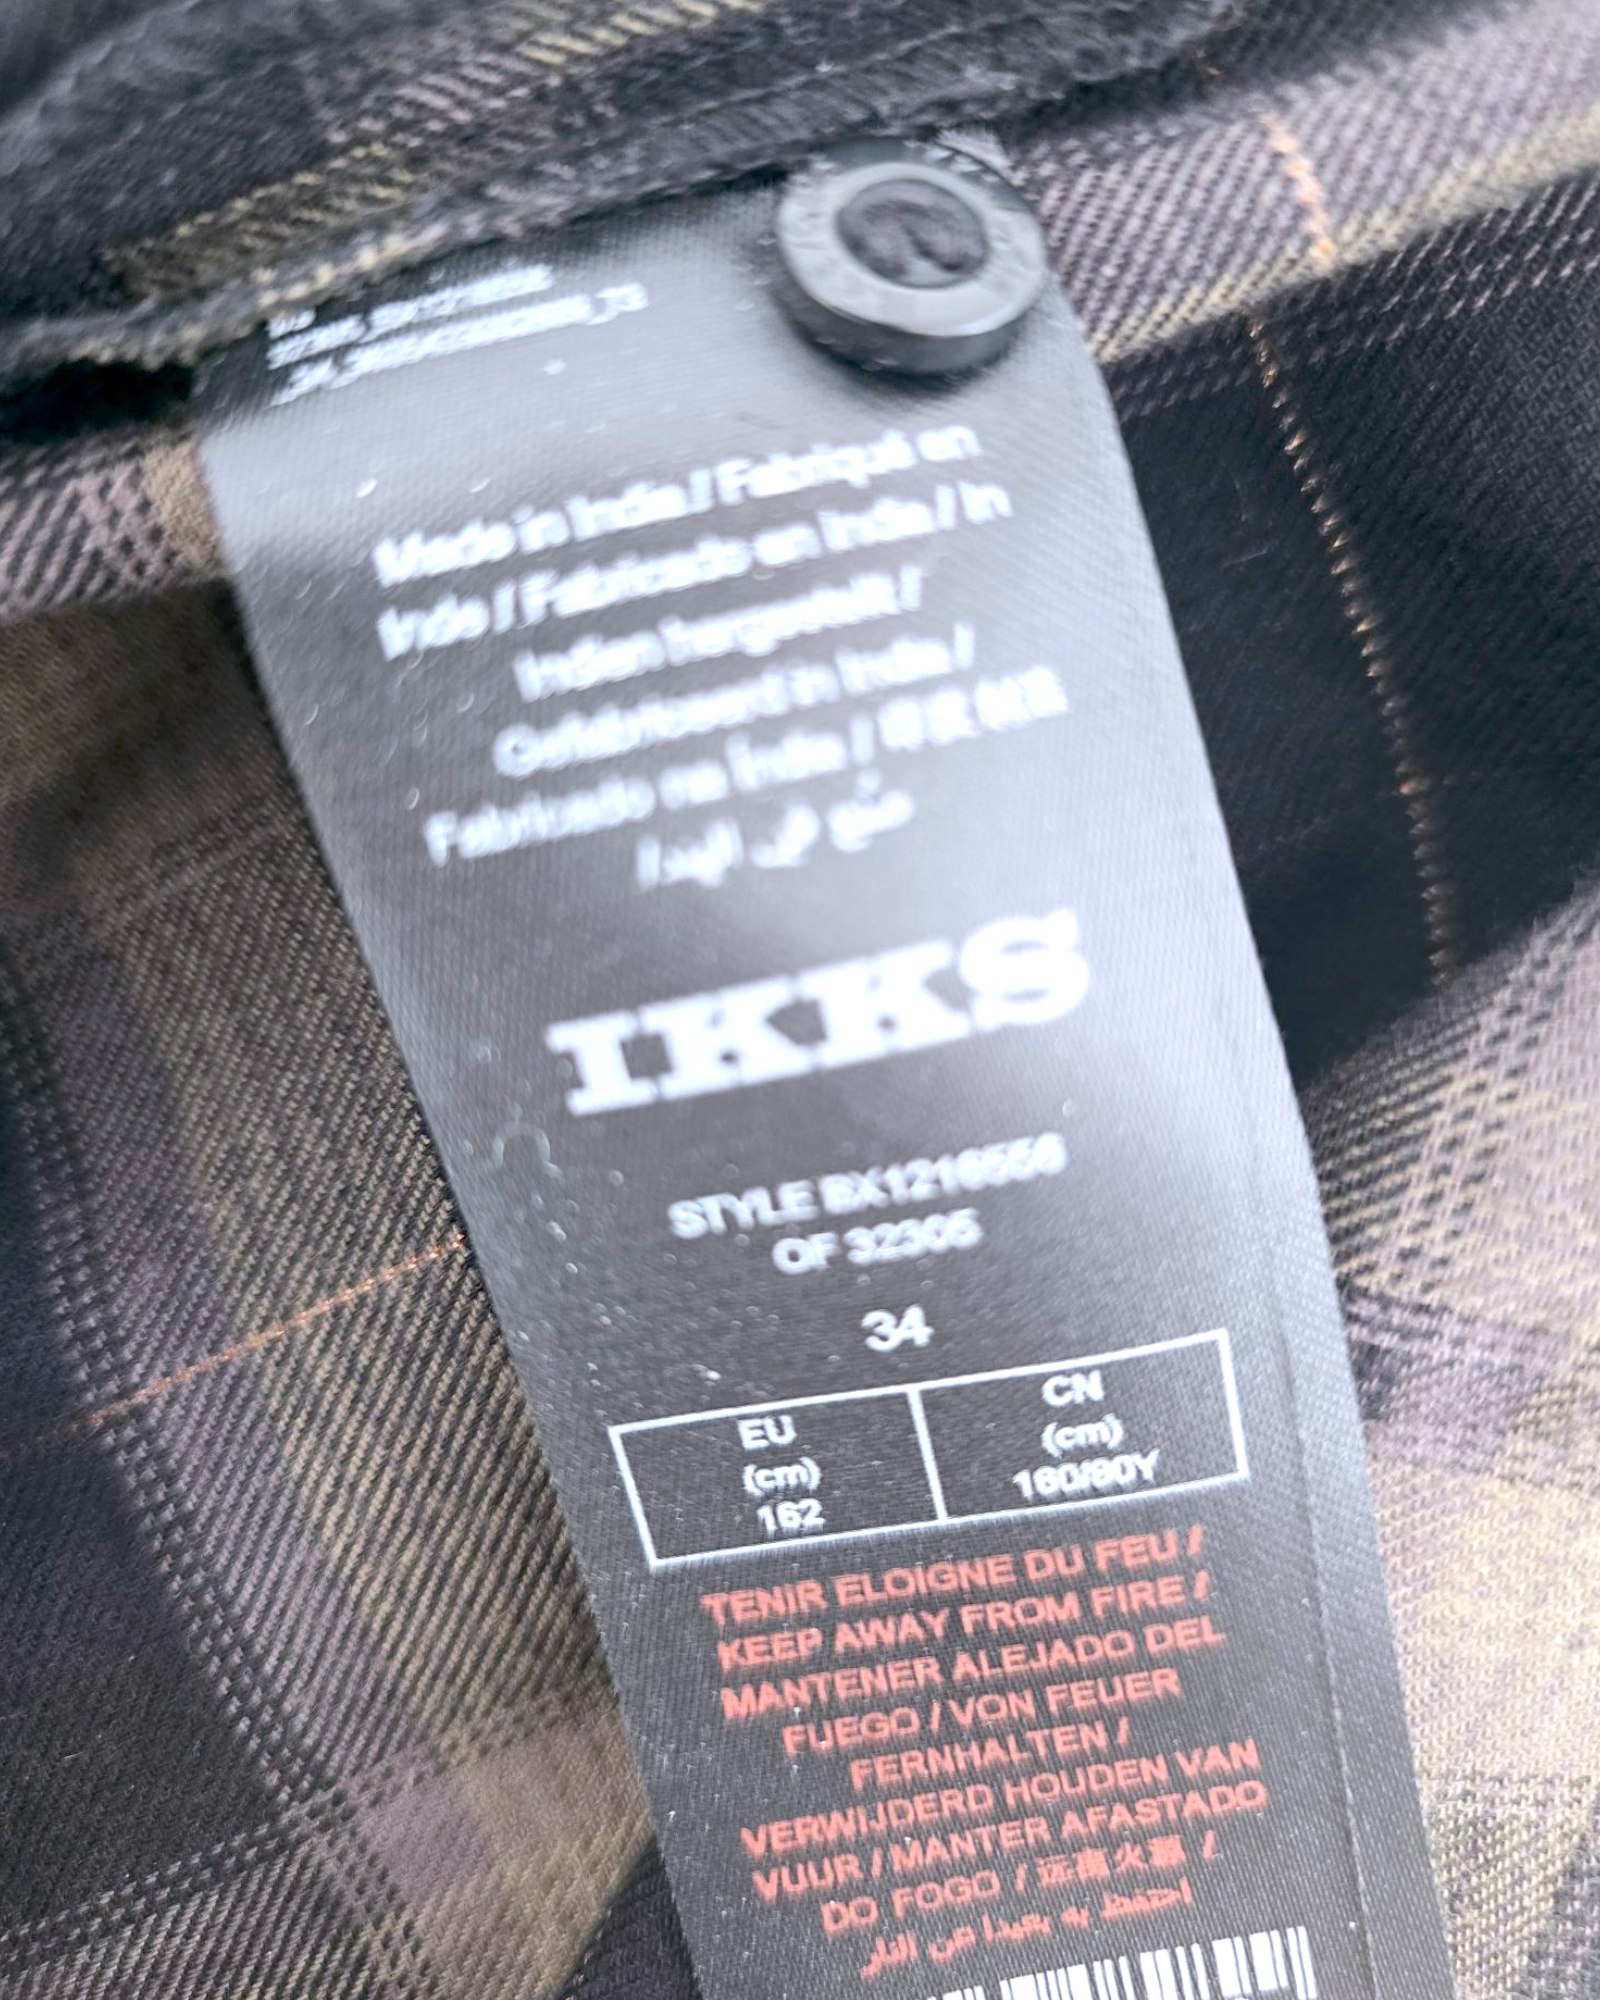 Made in India / Fabriqué en
Inde / Fabricado en India / In
Indien hergestellt /
Gefabriceerd in India /
Fabricado na Índia / 印度制造
/ صنع في الهند
IKKS
STYLE BX1216556
OF 32305
34
EU
(cm)
162
CN
(cm)
160/80Y
TENIR ELOIGNE DU FEU /
KEEP AWAY FROM FIRE /
MANTENER ALEJADO DEL
FUEGO / VON FEUER
FERNHALTEN /
VERWIJDERD HOUDEN VAN
VUUR / MANTER AFASTADO
DO FOGO / 远离火源 /
احتفظ به بعيدا عن النار